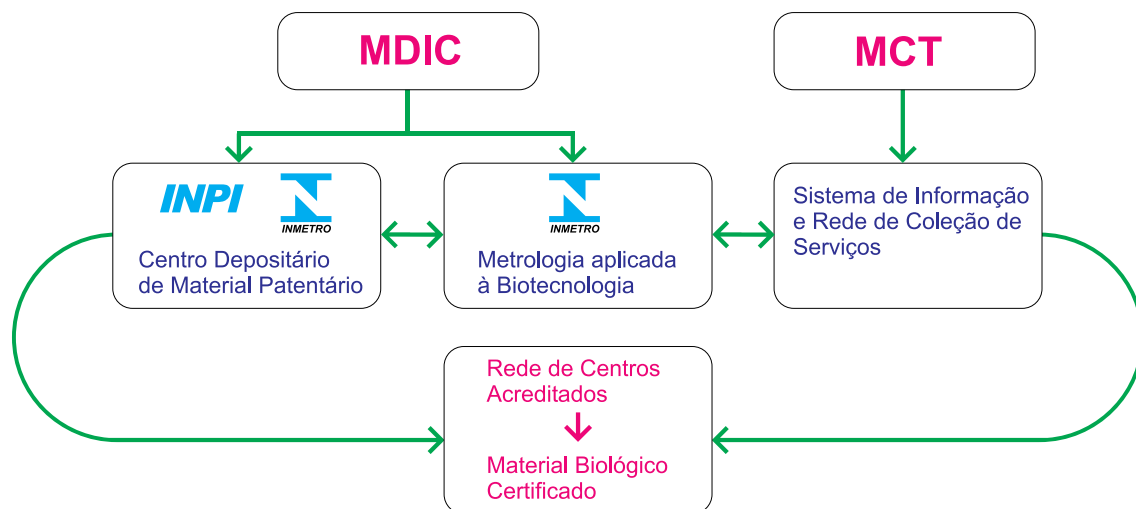 MDIC
MCT
INPI
INMETRO
Centro Depositário
de Material Patentário
INMETRO
Metrologia aplicada
à Biotecnologia
Sistema de Informação
e Rede de Coleção de
Serviços
Rede de Centros
Acreditados
Material Biológico
Certificado